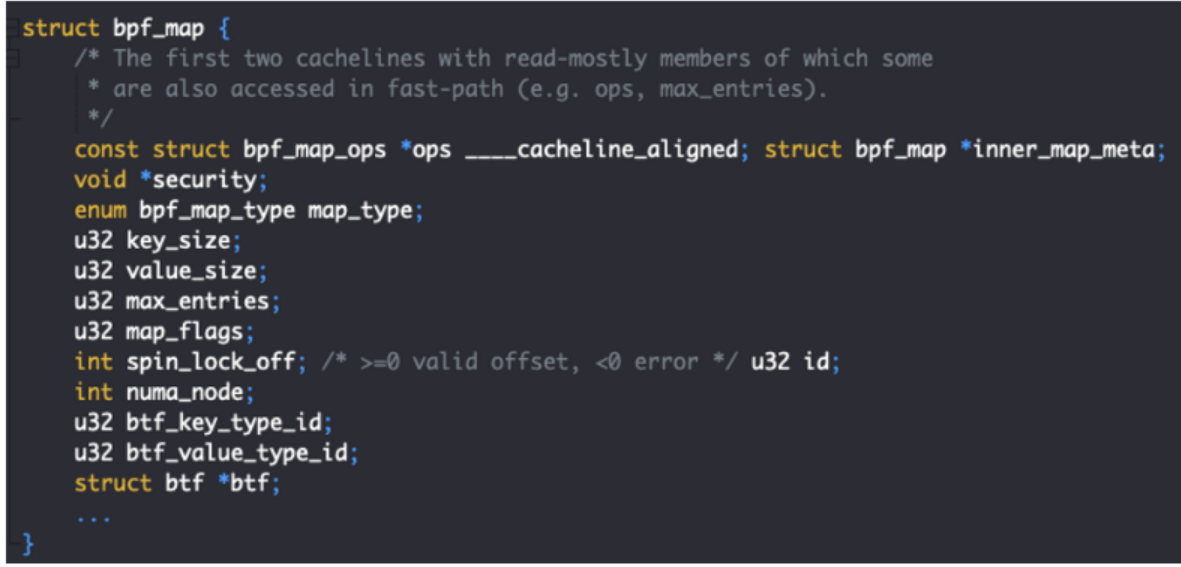 struct bpf_map {
/* The first two cachelines with read-mostly members of which some
* are also accessed in fast-path (e.g. ops, max_entries).
*/
const struct bpf_map_ops *ops ____cacheline_aligned; struct bpf_map *inner_map_meta;
void *security;
enum bpf_map_type map_type;
u32 key_size;
u32 value_size;
u32 max_entries;
u32 map_flags;
int spin_lock_off; /* >=0 valid offset, <0 error */ u32 id;
int numa_node;
u32 btf_key_type_id;
u32 btf_value_type_id;
struct btf *btf;
...
}